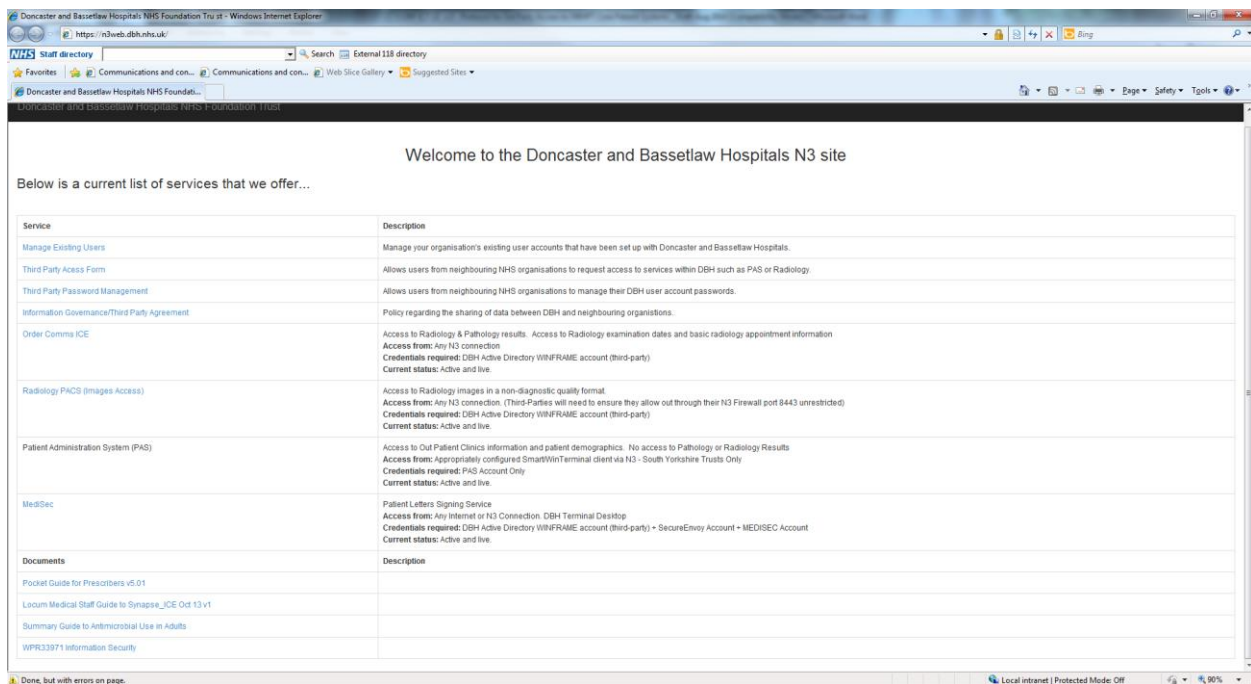 Doncaster and Bassetlaw Hospitals NHS Foundation Tru st - Windows Internet Explorer
https://n3web.dbh.nhs.uk/
Bing
NHS Staff directory
Search
External 118 directory
Favorites
Communications and con...
Communications and con...
Web Slice Gallery
Suggested Sites
Doncaster and Bassetlaw Hospitals NHS Foundati...
Page
Safety
Tools
Doncaster and Bassetlaw Hospitals NHS Foundation Trust
Welcome to the Doncaster and Bassetlaw Hospitals N3 site
Below is a current list of services that we offer...
Service Description
Manage Existing Users Manage your organisation's existing user accounts that have been set up with Doncaster and Bassetlaw Hospitals.
Third Party Acess Form Allows users from neighbouring NHS organisations to request access to services within DBH such as PAS or Radiology.
Third Party Password Management Allows users from neighbouring NHS organisations to manage their DBH user account passwords.
Information Governance/Third Party Agreement Policy regarding the sharing of data between DBH and neighbouring organistions.
Order Comms ICE Access to Radiology & Pathology results. Access to Radiology examination dates and basic radiology appointment information
Access from: Any N3 connection
Credentials required: DBH Active Directory WINFRAME account (third-party)
Current status: Active and live.
Radiology PACS (Images Access) Access to Radiology images in a non-diagnostic quality format.
Access from: Any N3 connection. (Third-Parties will need to ensure they allow out through their N3 Firewall port 8443 unrestricted)
Credentials required: DBH Active Directory WINFRAME account (third-party)
Current status: Active and live.
Patient Administration System (PAS) Access to Out Patient Clinics information and patient demographics. No access to Pathology or Radiology Results
Access from: Appropriately configured Smart/WinTerminal client via N3 - South Yorkshire Trusts Only
Credentials required: PAS Account Only
Current status: Active and live.
MediSec Patient Letters Signing Service
Access from: Any Internet or N3 Connection. DBH Terminal Desktop
Credentials required: DBH Active Directory WINFRAME account (third-party) + SecureEnvoy Account + MEDISEC Account
Current status: Active and live.
Documents Description
Pocket Guide for Prescribers v5.01
Locum Medical Staff Guide to Synapse_ICE Oct 13 v1
Summary Guide to Antimicrobial Use in Adults
WPR33971 Information Security
Done, but with errors on page.
Local intranet | Protected Mode: Off
90%